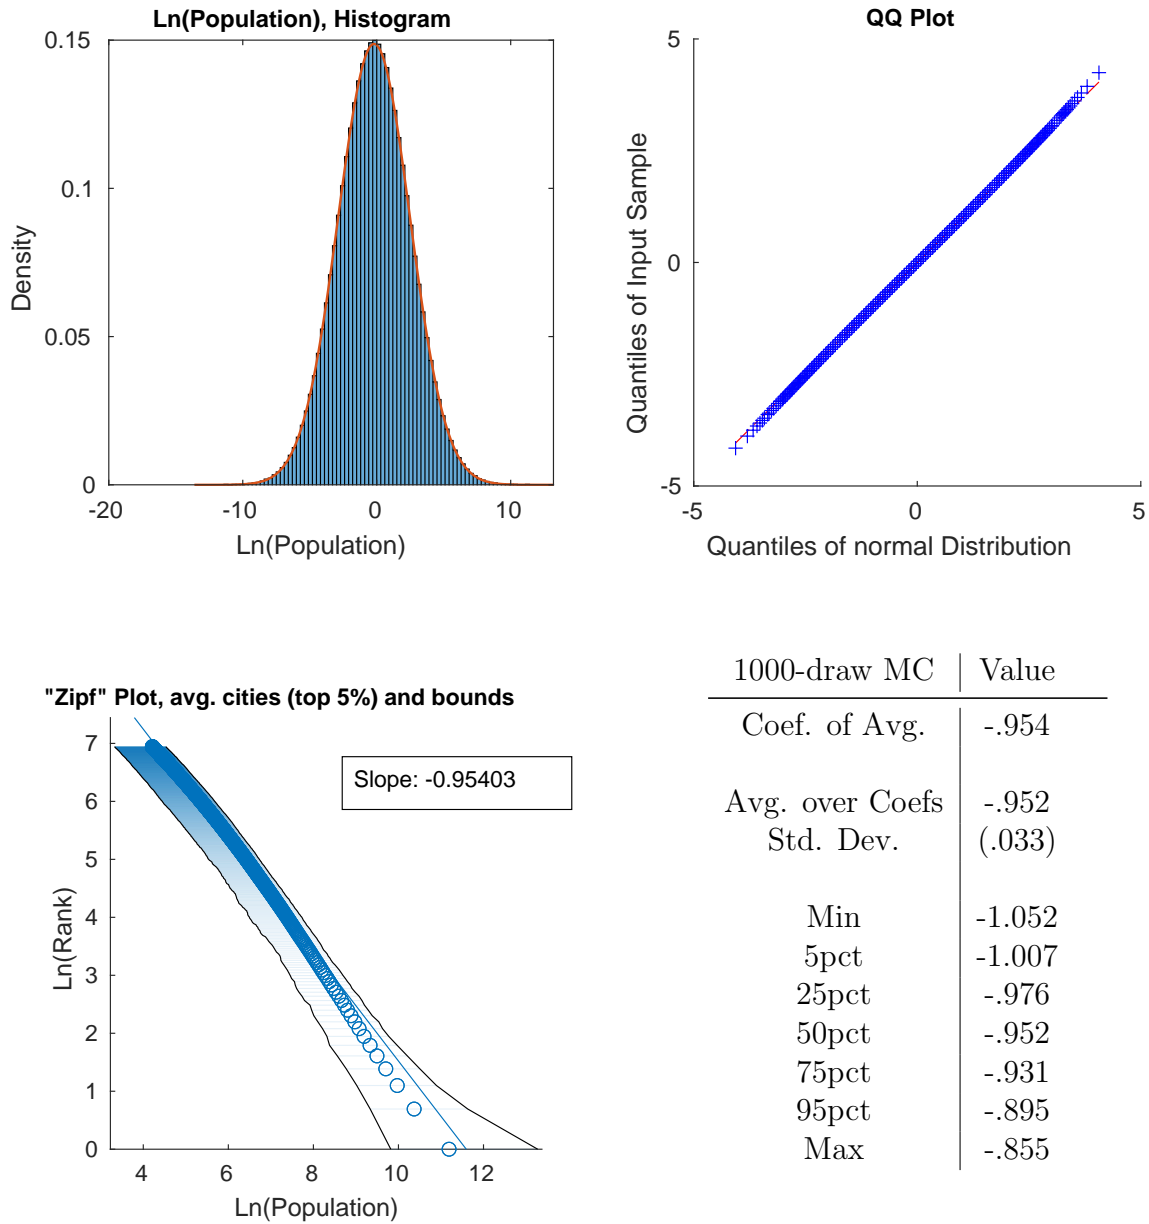 Ln(Population), Histogram
0.15
0.1
0.05
0
-20
-10
0
10
Density
Ln(Population)
QQ Plot
5
0
-5
-5
0
5
Quantiles of Input Sample
Quantiles of normal Distribution
"Zipf" Plot, avg. cities (top 5%) and bounds
7
6
5
4
3
2
1
0
4
6
8
10
12
Ln(Rank)
Ln(Population)
Slope: -0.95403
1000-draw MC Value
Coef. of Avg. -.954
Avg. over Coefs -.952
Std. Dev. (.033)
Min -1.052
5pct -1.007
25pct -.976
50pct -.952
75pct -.931
95pct -.895
Max -.855